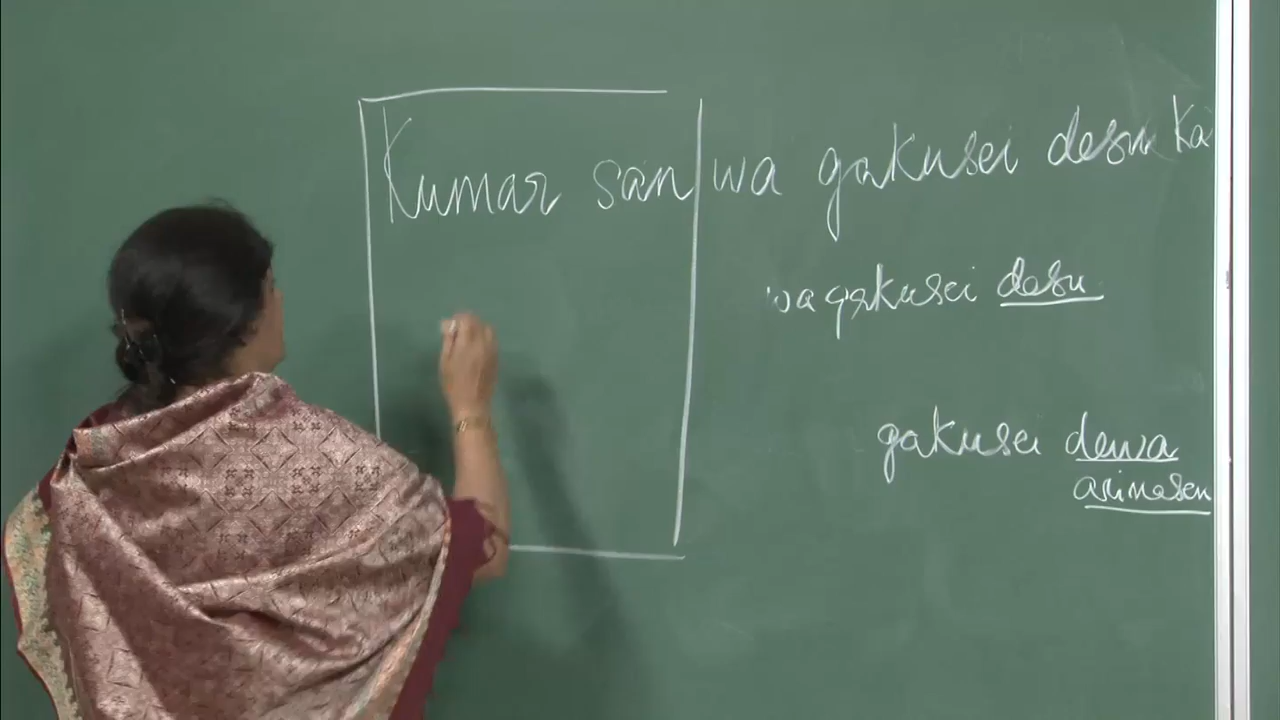 Kumar san wa gakusei desu Ka
wa gakusei desu
gakusei dewa
arimasen